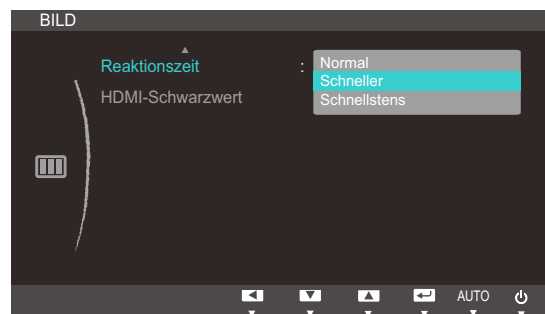 BILD
Reaktionszeit : Normal
Schneller
HDMI-Schwarzwert Schnellstens
AUTO